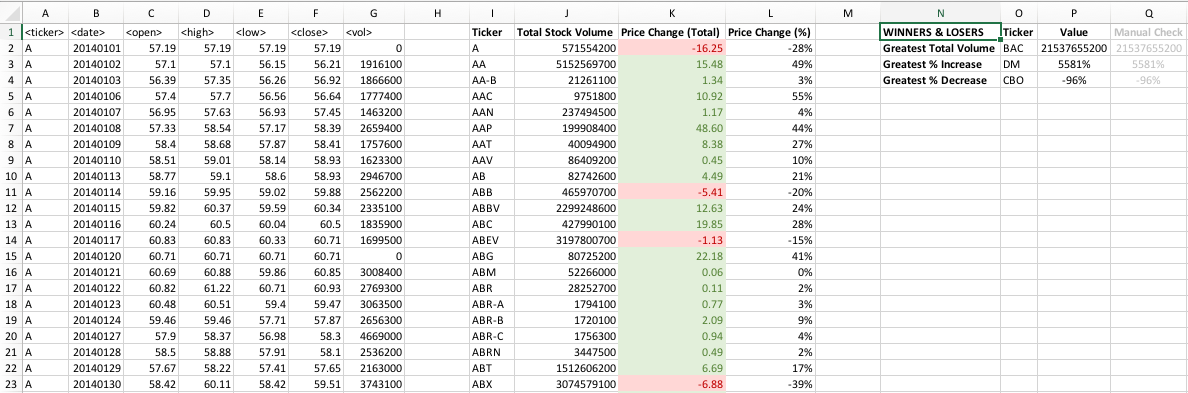 A B C D E F G H I J K L M N O P Q
1 <ticker> <date> <open> <high> <low> <close> <vol> Ticker Total Stock Volume Price Change (Total) Price Change (%) WINNERS & LOSERS Ticker Value Manual Check
2 A 20140101 57.19 57.19 57.19 57.19 0 A 571554200 -16.25 -28% Greatest Total Volume BAC 21537655200 21537655200
3 A 20140102 57.1 57.1 56.15 56.21 1916100 AA 5152569700 15.48 49% Greatest % Increase DM 5581% 5581%
4 A 20140103 56.39 57.35 56.26 56.92 1866600 AA-B 21261100 1.34 3% Greatest % Decrease CBO -96% -96%
5 A 20140106 57.4 57.7 56.56 56.64 1777400 AAC 9751800 10.92 55%
6 A 20140107 56.95 57.63 56.93 57.45 1463200 AAN 237494500 1.17 4%
7 A 20140108 57.33 58.54 57.17 58.39 2659400 AAP 199908400 48.60 44%
8 A 20140109 58.4 58.68 57.87 58.41 1757600 AAT 40094900 8.38 27%
9 A 20140110 58.51 59.01 58.14 58.93 1623300 AAV 86409200 0.45 10%
10 A 20140113 58.77 59.1 58.6 58.93 2946700 AB 82742600 4.49 21%
11 A 20140114 59.16 59.95 59.02 59.88 2562200 ABB 465970700 -5.41 -20%
12 A 20140115 59.82 60.37 59.59 60.34 2335100 ABBV 2299248600 12.63 24%
13 A 20140116 60.24 60.5 60.04 60.5 1835900 ABC 427990100 19.85 28%
14 A 20140117 60.83 60.83 60.33 60.71 1699500 ABEV 3197800700 -1.13 -15%
15 A 20140120 60.71 60.71 60.71 60.71 0 ABG 80725200 22.18 41%
16 A 20140121 60.69 60.88 59.86 60.85 3008400 ABM 52266000 0.06 0%
17 A 20140122 60.82 61.22 60.71 60.93 2769300 ABR 28252700 0.11 2%
18 A 20140123 60.48 60.51 59.4 59.47 3063500 ABR-A 1794100 0.77 3%
19 A 20140124 59.46 59.46 57.71 57.87 2656300 ABR-B 1720100 2.09 9%
20 A 20140127 57.9 58.37 56.98 58.3 4669000 ABR-C 1756300 0.94 4%
21 A 20140128 58.5 58.88 57.91 58.1 2536200 ABRN 3447500 0.49 2%
22 A 20140129 57.67 58.22 57.41 57.65 2163000 ABT 1512606200 6.69 17%
23 A 20140130 58.42 60.11 58.42 59.51 3743100 ABX 3074579100 -6.88 -39%